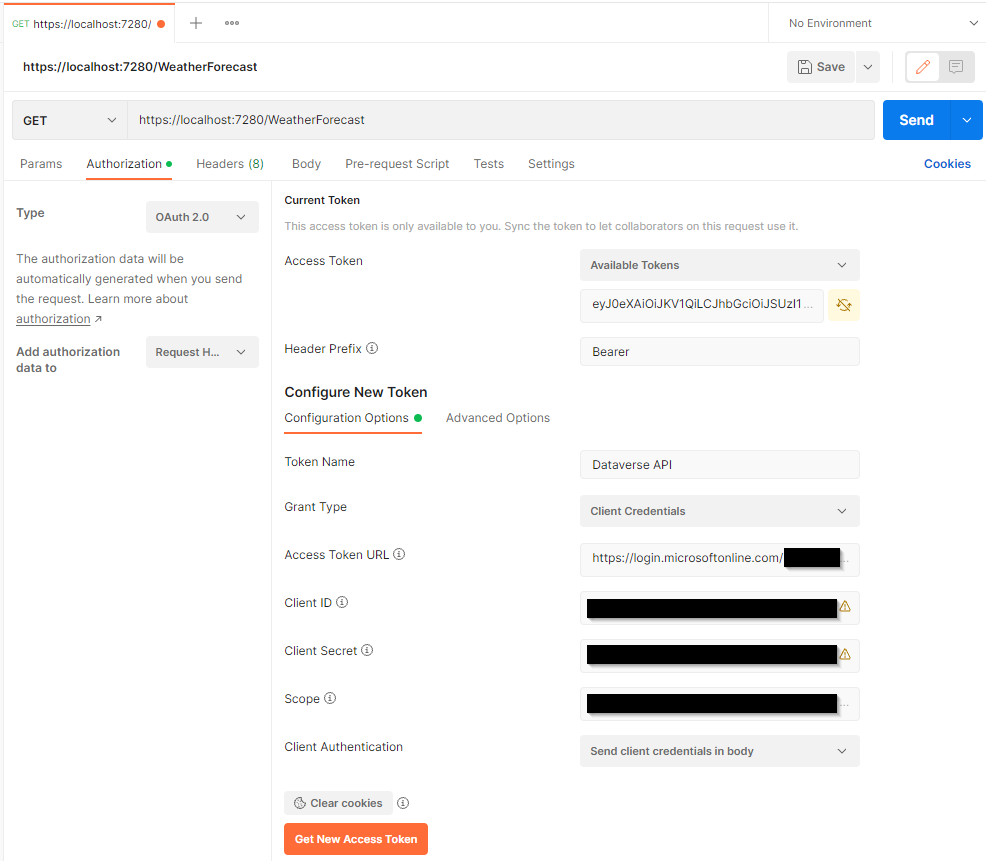 GET https://localhost:7280/
No Environment
https://localhost:7280/WeatherForecast
Save
GET
https://localhost:7280/WeatherForecast
Send
Params
Authorization
Headers (8)
Body
Pre-request Script
Tests
Settings
Cookies
Type
OAuth 2.0
The authorization data will be
automatically generated when you send
the request. Learn more about
authorization ↗
Add authorization
data to
Request H...
Current Token
This access token is only available to you. Sync the token to let collaborators on this request use it.
Access Token
Available Tokens
eyJ0eXAiOiJKV1QiLCJhbGciOiJSUzI1...
Header Prefix
Bearer
Configure New Token
Configuration Options
Advanced Options
Token Name
Dataverse API
Grant Type
Client Credentials
Access Token URL
https://login.microsoftonline.com/
Client ID
Client Secret
Scope
Client Authentication
Send client credentials in body
Clear cookies
Get New Access Token